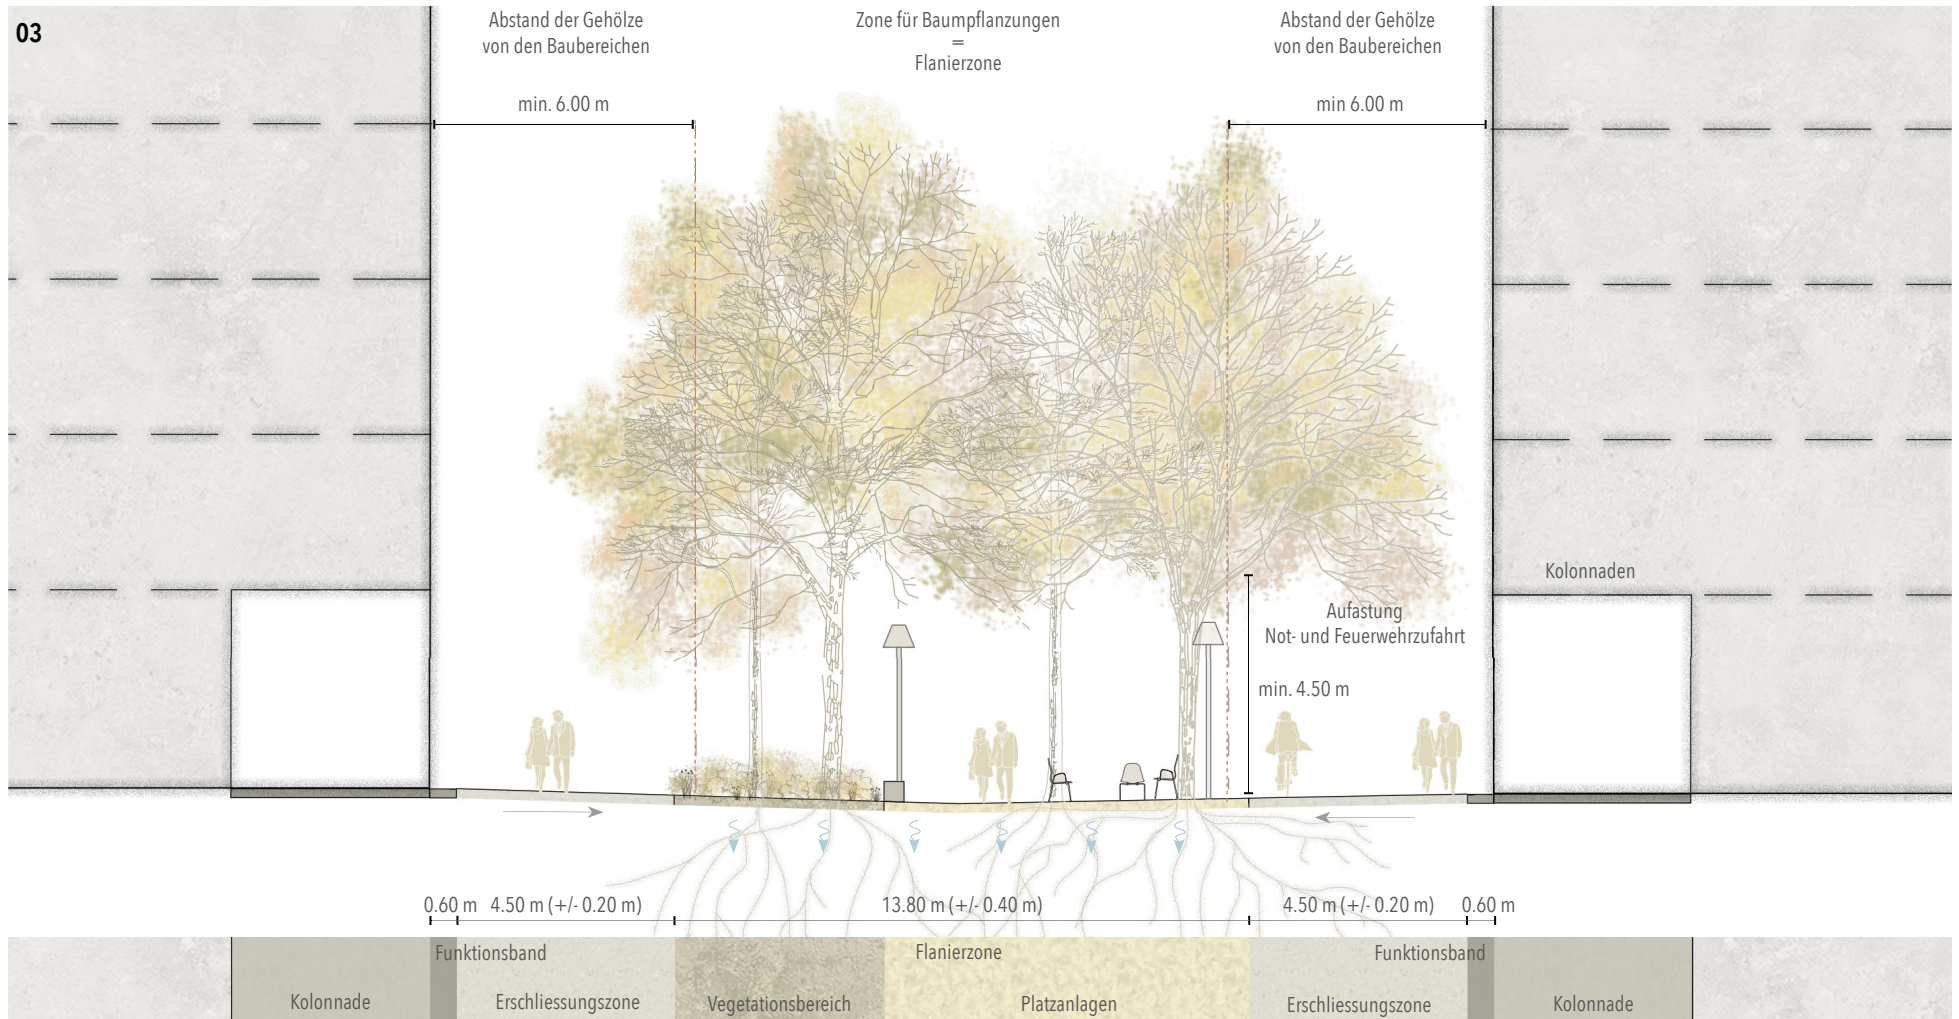 03
Abstand der Gehölze
von den Baubereichen
min. 6.00 m
Zone für Baumpflanzungen
=
Flanierzone
Abstand der Gehölze
von den Baubereichen
min 6.00 m
Kolonnaden
Aufastung
Not- und Feuerwehrzufahrt
min. 4.50 m
0.60 m 4.50 m (+/- 0.20 m) 13.80 m (+/- 0.40 m) 4.50 m (+/- 0.20 m) 0.60 m
Funktionsband Flanierzone Funktionsband
Kolonnade Erschliessungszone Vegetationsbereich Platzanlagen Erschliessungszone Kolonnade